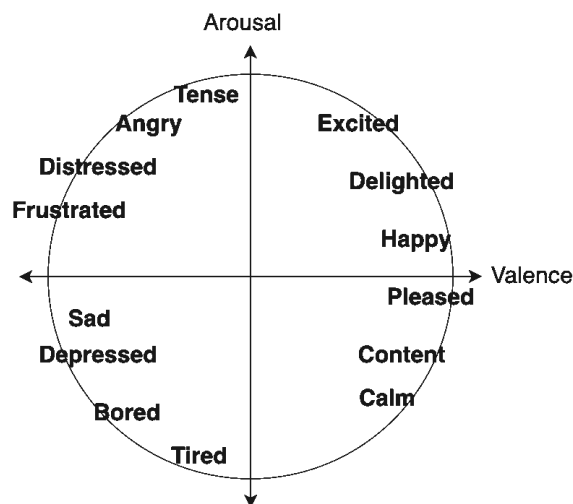 Arousal
Tense
Angry
Excited
Distressed
Delighted
Frustrated
Happy
Valence
Pleased
Sad
Depressed
Content
Calm
Bored
Tired